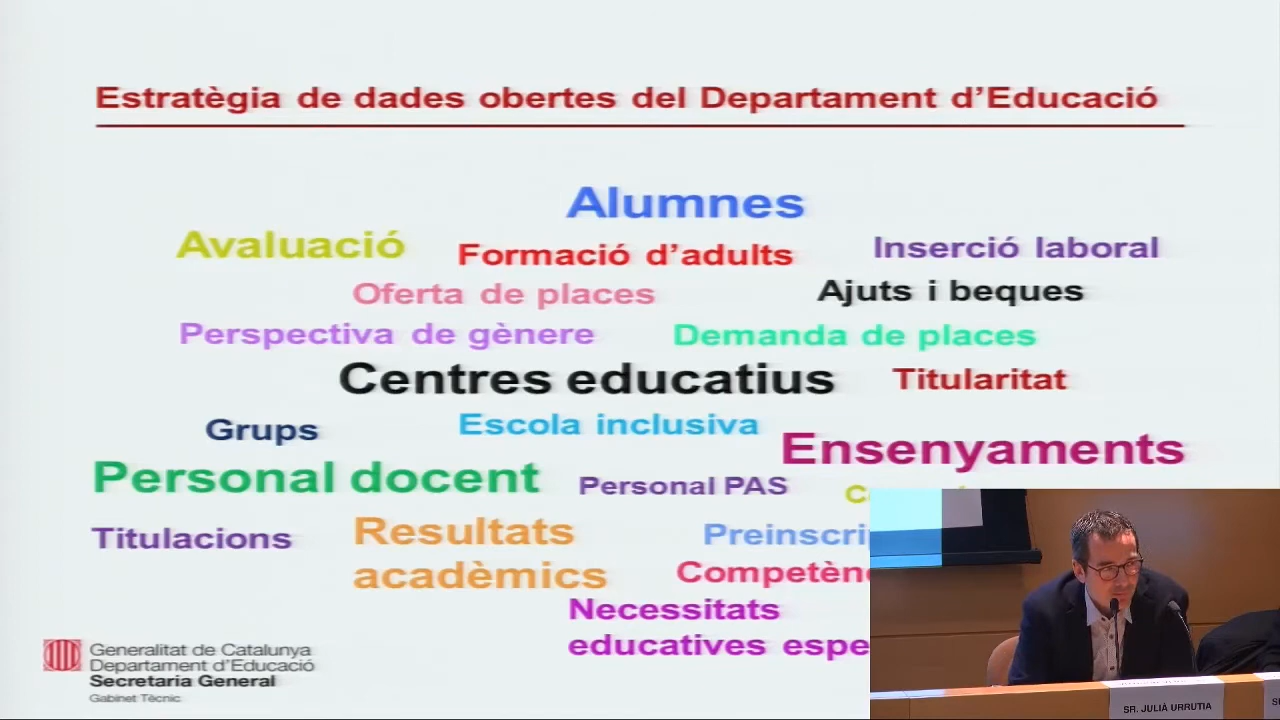 Estratègia de dades obertes del Departament d’Educació
Alumnes
Avaluació
Formació d’adults
Inserció laboral
Oferta de places
Ajuts i beques
Perspectiva de gènere
Demanda de places
Centres educatius
Titularitat
Grups
Escola inclusiva
Ensenyaments
Personal docent
Personal PAS
Titulacions
Resultats
acadèmics
Necessitats
educatives
Generalitat de Catalunya
Departament d’Educació
Secretaria General
Gabinet Tècnic
SR. JULIÀ URRUTIA